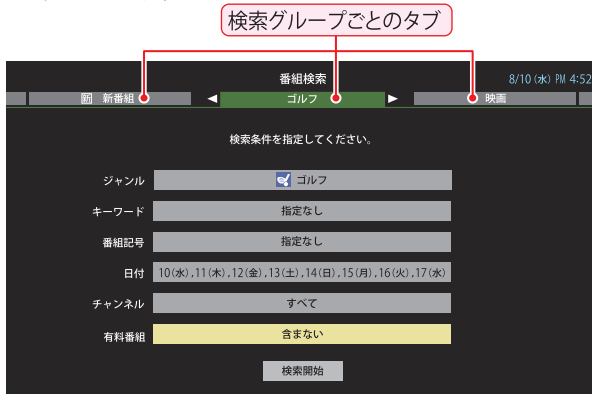 検索グループごとのタブ
番組検索
8/10 (水) PM 4:52
新 新番組
◀ ゴルフ ▶
映画
検索条件を指定してください。
ジャンル ゴルフ
キーワード 指定なし
番組記号 指定なし
日付 10(水),11(木),12(金),13(土),14(日),15(月),16(火),17(水)
チャンネル すべて
有料番組 含まない
検索開始